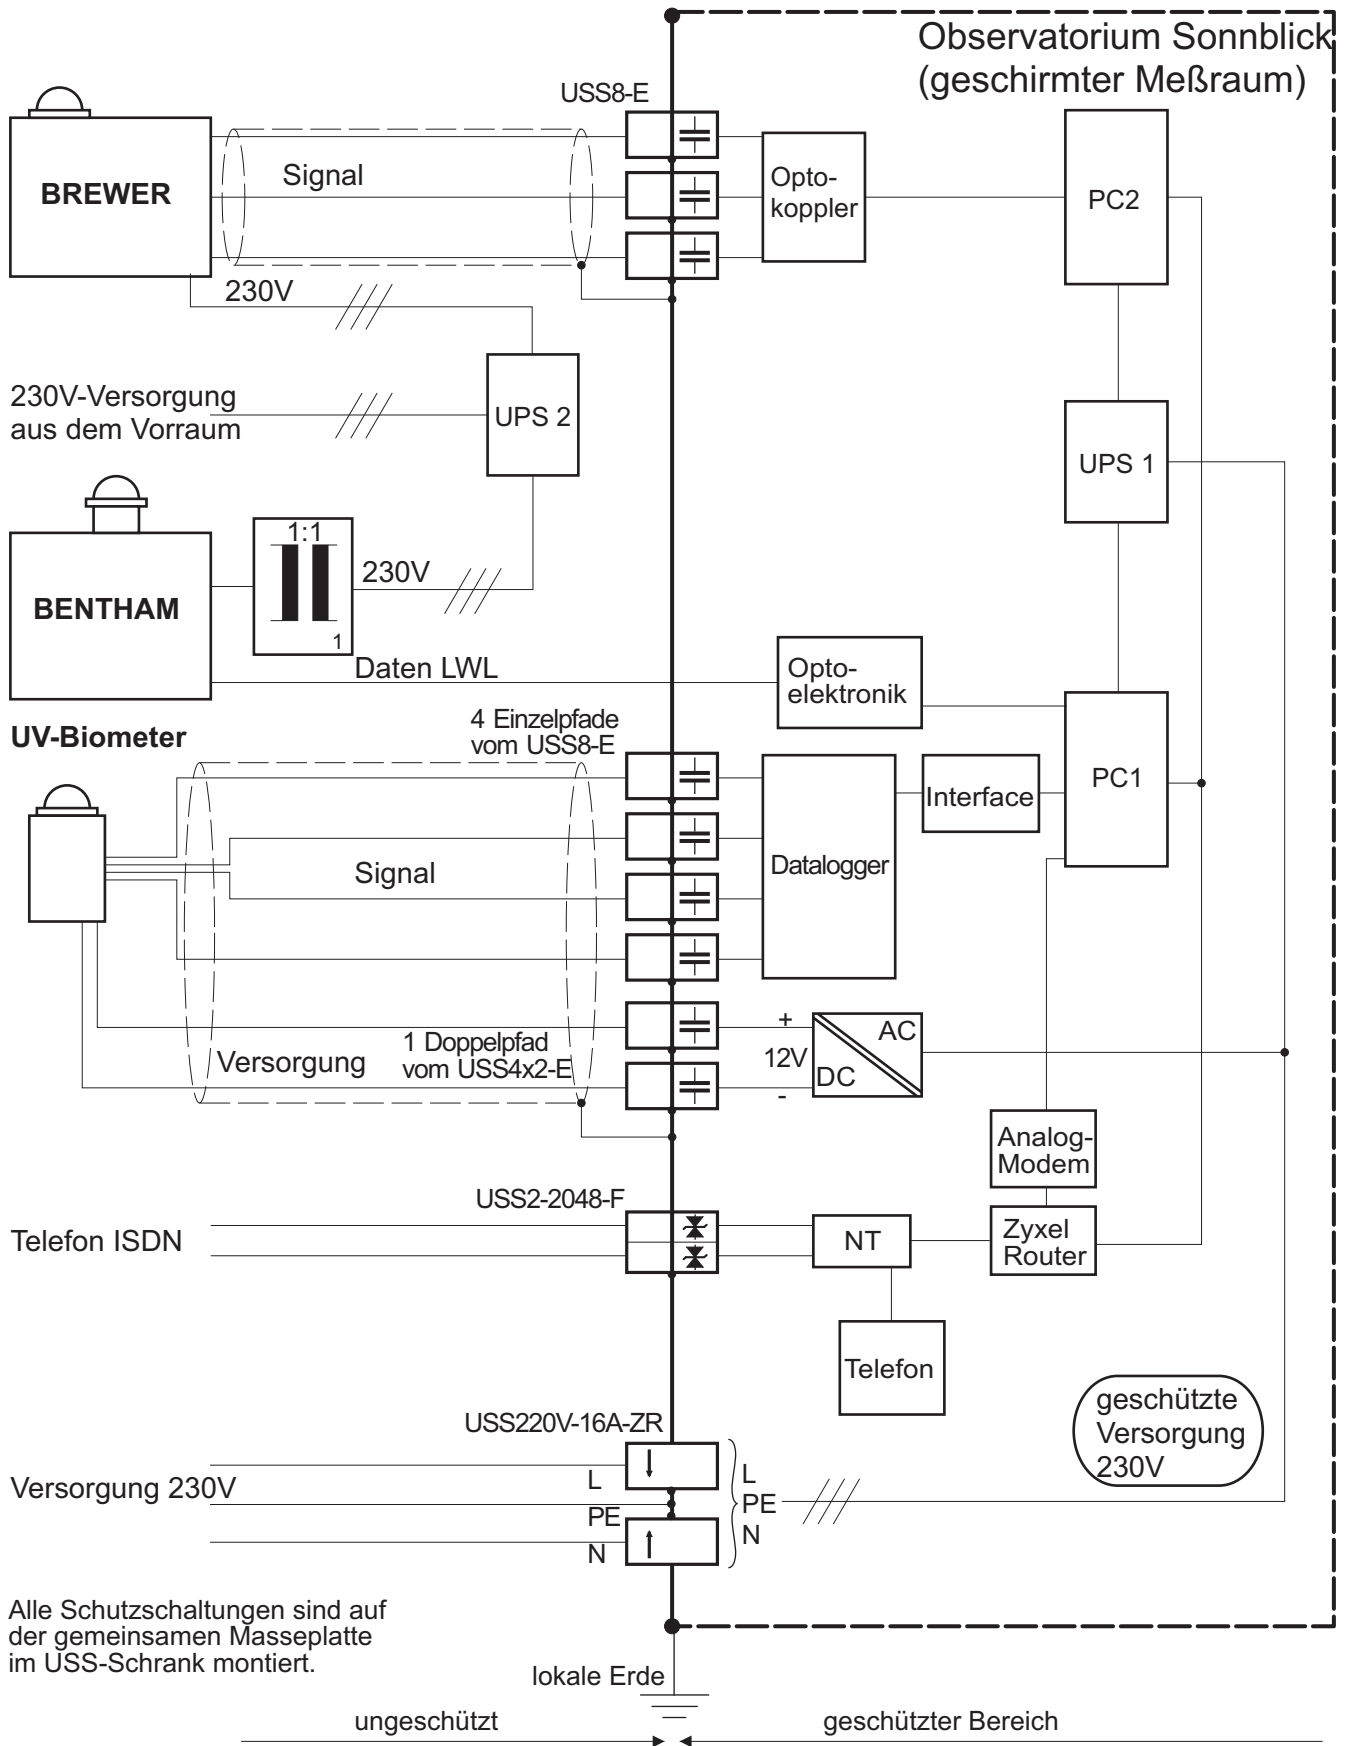 Observatorium Sonnblick
(geschirmter Meßraum)
USS8-E
BREWER
Signal
Opto-
koppler
PC2
230V
230V-Versorgung
aus dem Vorraum
UPS 2
UPS 1
1:1
230V
BENTHAM
1
Daten LWL
Opto-
elektronik
UV-Biometer
4 Einzelpfade
vom USS8-E
PC1
Interface
Datalogger
Signal
+
AC
12V
DC
-
Versorgung
1 Doppelpfad
vom USS4x2-E
Analog-
Modem
USS2-2048-F
Telefon ISDN
NT
Zyxel
Router
Telefon
geschützte
Versorgung
230V
USS220V-16A-ZR
Versorgung 230V
L
PE
N
L
PE
N
Alle Schutzschaltungen sind auf
der gemeinsamen Masseplatte
im USS-Schrank montiert.
lokale Erde
ungeschützt
geschützter Bereich